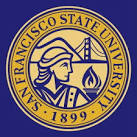 SAN FRANCISCO STATE UNIVERSITY
• 1899 •